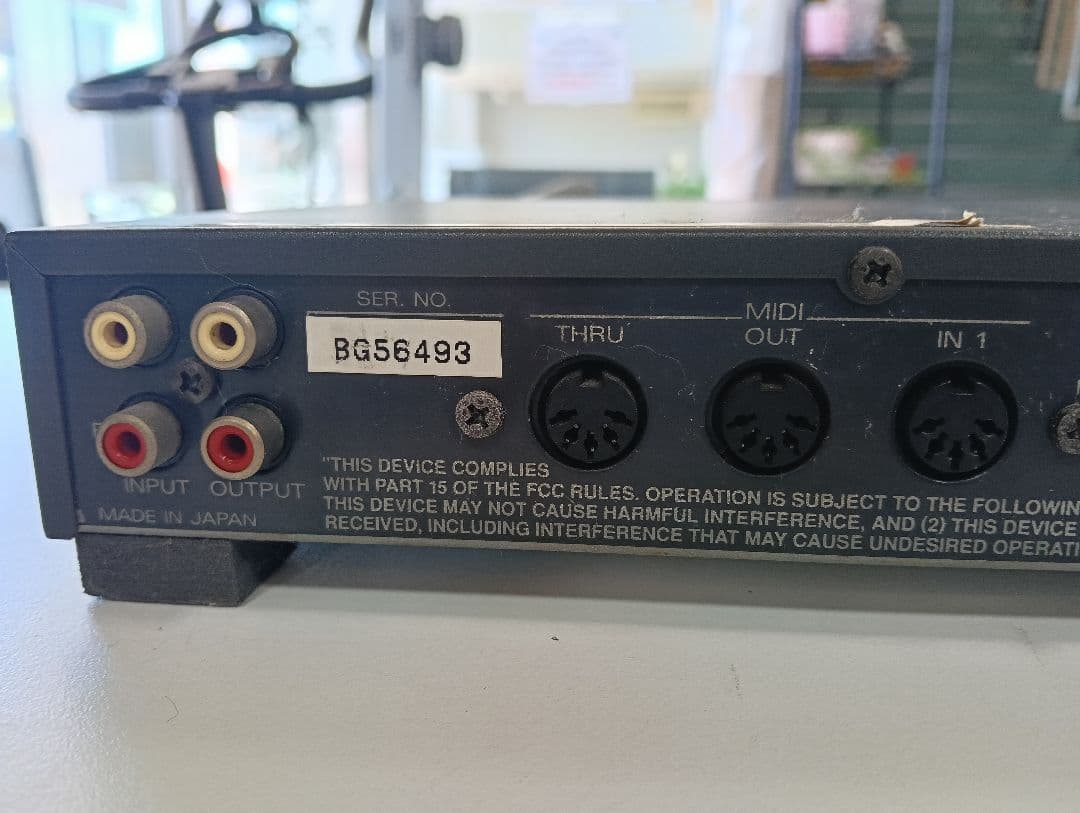 SER. NO.
BG56493
MIDI
THRU
OUT
IN 1
INPUT OUTPUT
MADE IN JAPAN
"THIS DEVICE COMPLIES
WITH PART 15 OF THE FCC RULES. OPERATION IS SUBJECT TO THE FOLLOWIN
THIS DEVICE MAY NOT CAUSE HARMFUL INTERFERENCE, AND (2) THIS DEVICE
RECEIVED, INCLUDING INTERFERENCE THAT MAY CAUSE UNDESIRED OPERATI